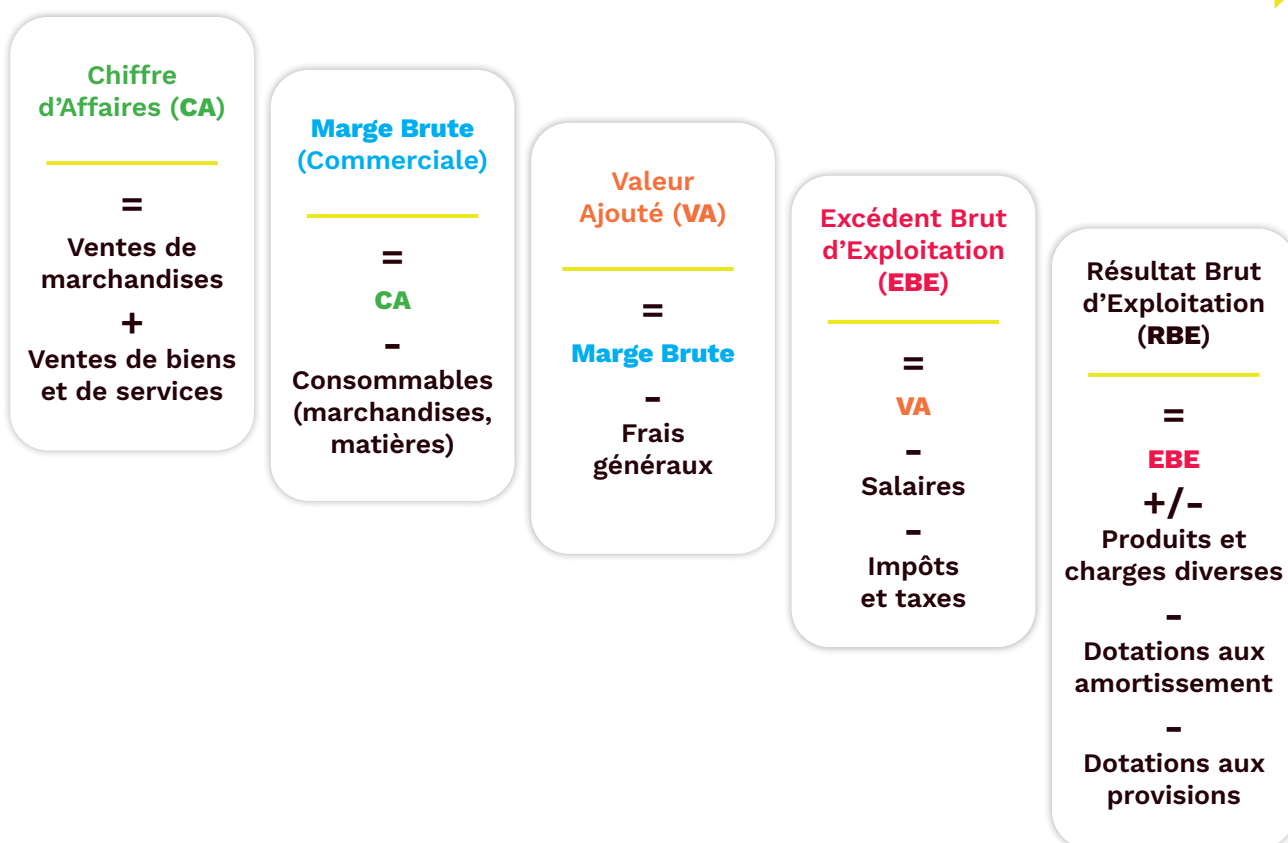 Chiffre
d'Affaires (CA)
=
Ventes de
marchandises
+
Ventes de biens
et de services
Marge Brute
(Commerciale)
=
CA
-
Consommables
(marchandises,
matières)
Valeur
Ajouté (VA)
=
Marge Brute
-
Frais
généraux
Excédent Brut
d'Exploitation
(EBE)
=
VA
-
Salaires
-
Impôts
et taxes
Résultat Brut
d'Exploitation
(RBE)
=
EBE
+/-
Produits et
charges diverses
-
Dotations aux
amortissement
-
Dotations aux
provisions